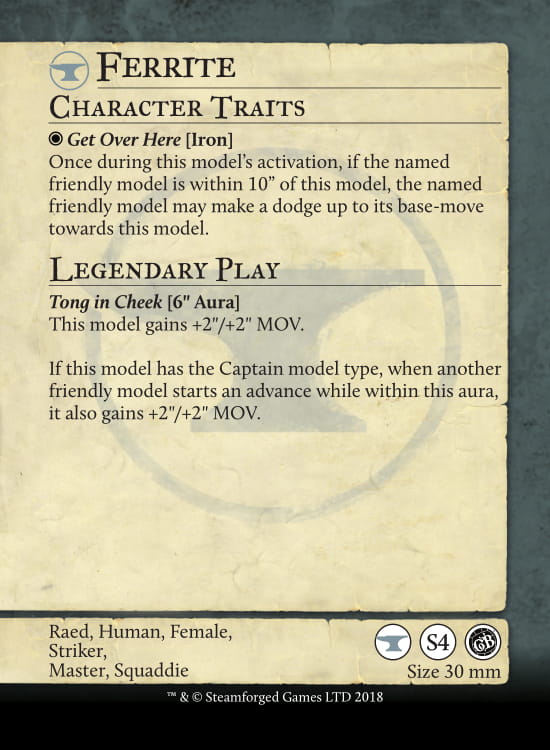 Ferrite
Character Traits
Get Over Here [Iron]
Once during this model’s activation, if the named
friendly model is within 10” of this model, the named
friendly model may make a dodge up to its base-move
towards this model.
Legendary Play
Tong in Cheek [6" Aura]
This model gains +2"/+2" MOV.
If this model has the Captain model type, when another
friendly model starts an advance while within this aura,
it also gains +2"/+2" MOV.
Raed, Human, Female,
Striker,
Master, Squaddie
S4
GB
Size 30 mm
™ & © Steamforged Games LTD 2018